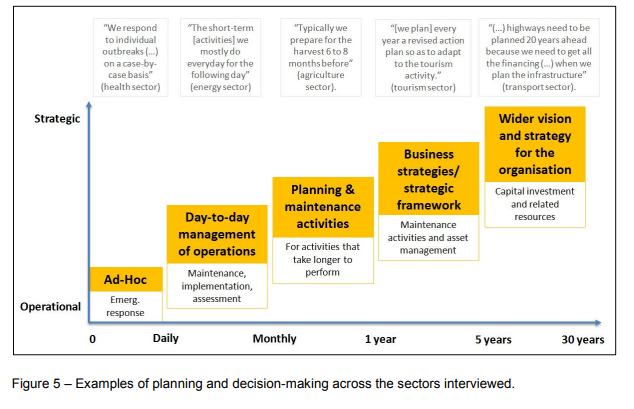 "We respond
to individual
outbreaks (...)
on a case-by-
case basis"
(health sector)
"The short-term
[activities] we
mostly do
everyday for the
following day"
(energy sector)
"Typically we
prepare for the
harvest 6 to 8
months before"
(agriculture
sector).
"[we plan] every
year a revised action
plan so as to adapt
to the tourism
activity."
(tourism sector)
"(...) highways need to be
planned 20 years ahead
because we need to get all
the financing (...) when we
plan the infrastructure"
(transport sector).
Strategic
Operational
Ad-Hoc
Emerg.
response
Day-to-day
management
of operations
Maintenance,
implementation,
assessment
Planning &
maintenance
activities
For activities that
take longer to
perform
Business
strategies/
strategic
framework
Maintenance
activities and asset
management
Wider vision
and strategy
for the
organisation
Capital investment
and related
resources
0
Daily
Monthly
1 year
5 years
30 years
Figure 5 – Examples of planning and decision-making across the sectors interviewed.